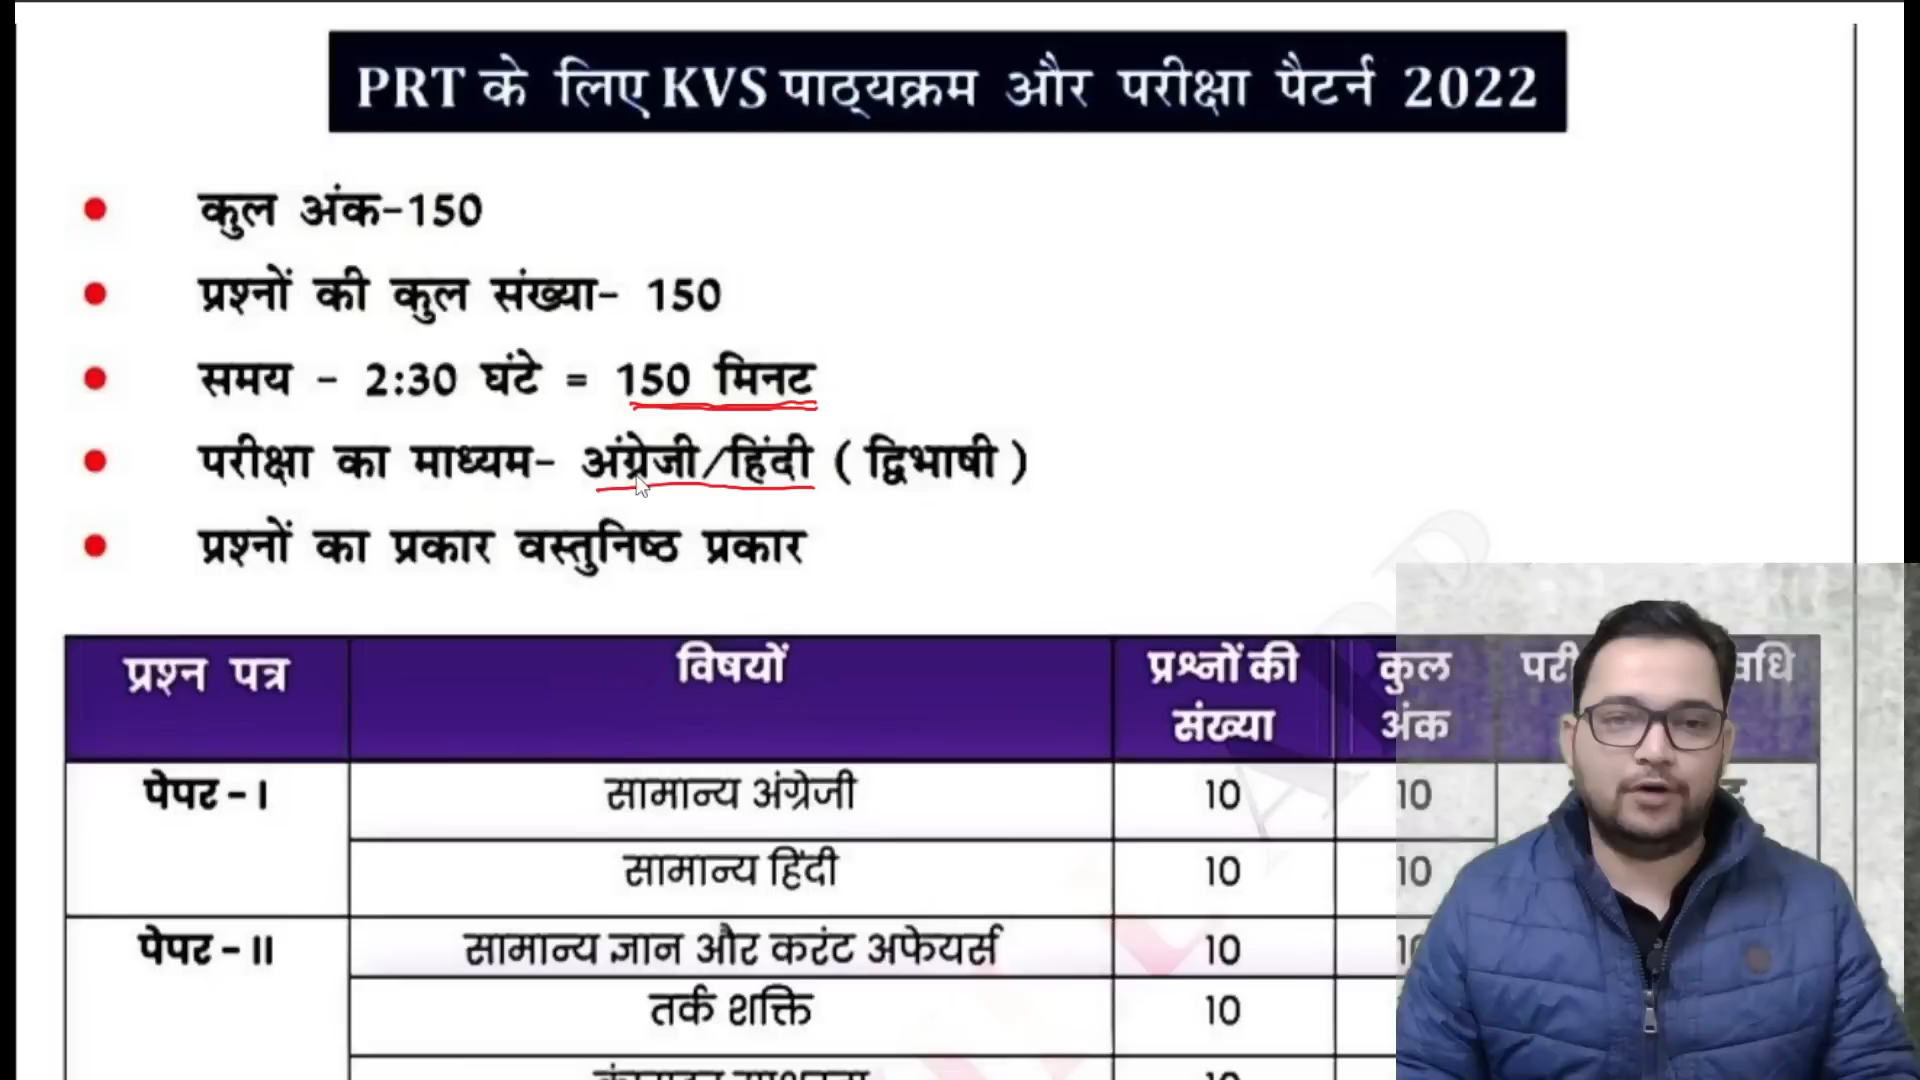 PRT के लिए KVS पाठ्यक्रम और परीक्षा पैटर्न 2022
कुल अंक-150
प्रश्नों की कुल संख्या- 150
समय - 2:30 घंटे = 150 मिनट
परीक्षा का माध्यम- अंग्रेजी/हिंदी ( द्विभाषी )
प्रश्नों का प्रकार वस्तुनिष्ठ प्रकार
प्रश्न पत्र विषयों प्रश्नों की संख्या कुल अंक
पेपर - I सामान्य अंग्रेजी 10 10
सामान्य हिंदी 10 10
पेपर - II सामान्य ज्ञान और करंट अफेयर्स 10
तर्क शक्ति 10
10